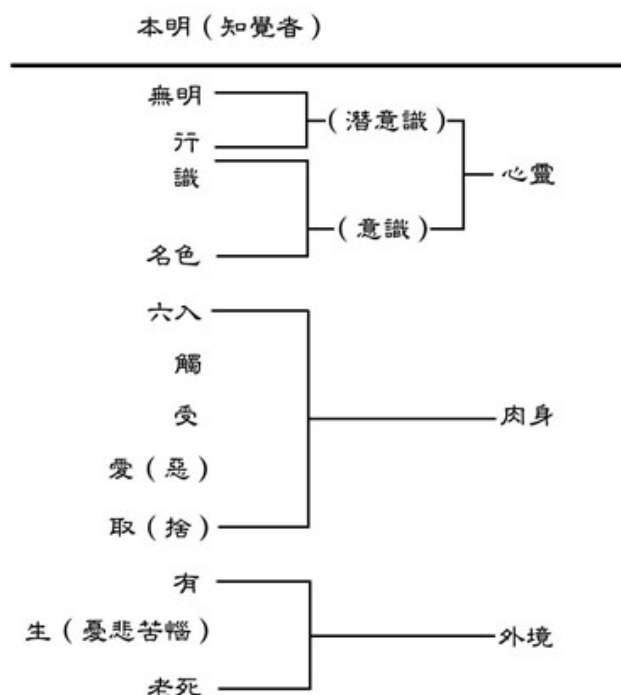 本明（知覺者）
無明
（潛意識）
行
心靈
識
（意識）
名色
六入
觸
受
肉身
愛（惡）
取（捨）
有
生（憂悲苦惱）
外境
老死